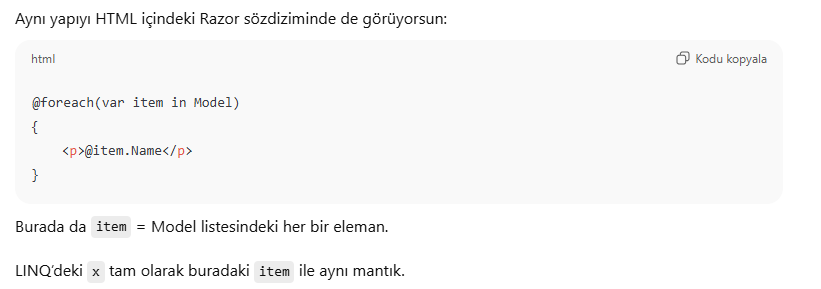 Aynı yapıyı HTML içindeki Razor sözdiziminde de görüyorsun:
html Kodu kopyala
@foreach(var item in Model)
{
    <p>@item.Name</p>
}
Burada da item = Model listesindeki her bir eleman.
LINQ'deki x tam olarak buradaki item ile aynı mantık.